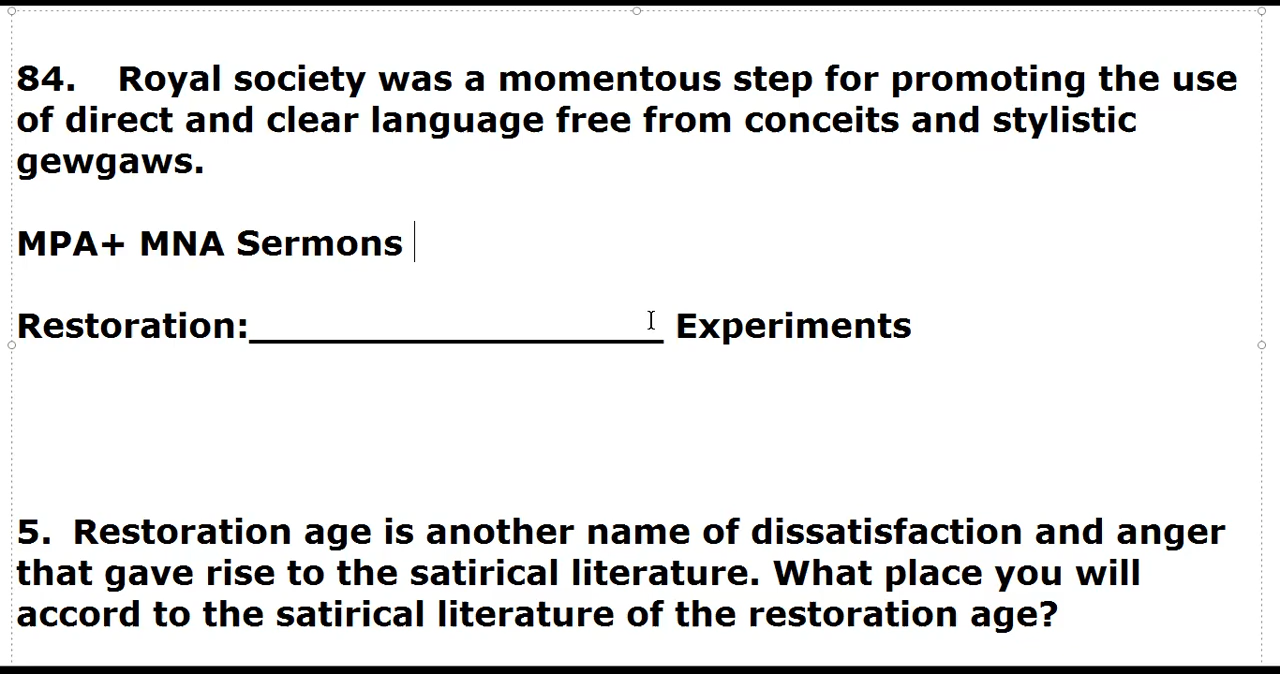 84. Royal society was a momentous step for promoting the use
of direct and clear language free from conceits and stylistic
gewgaws.
MPA+ MNA Sermons
Restoration:____________________ Experiments
5. Restoration age is another name of dissatisfaction and anger
that gave rise to the satirical literature. What place you will
accord to the satirical literature of the restoration age?